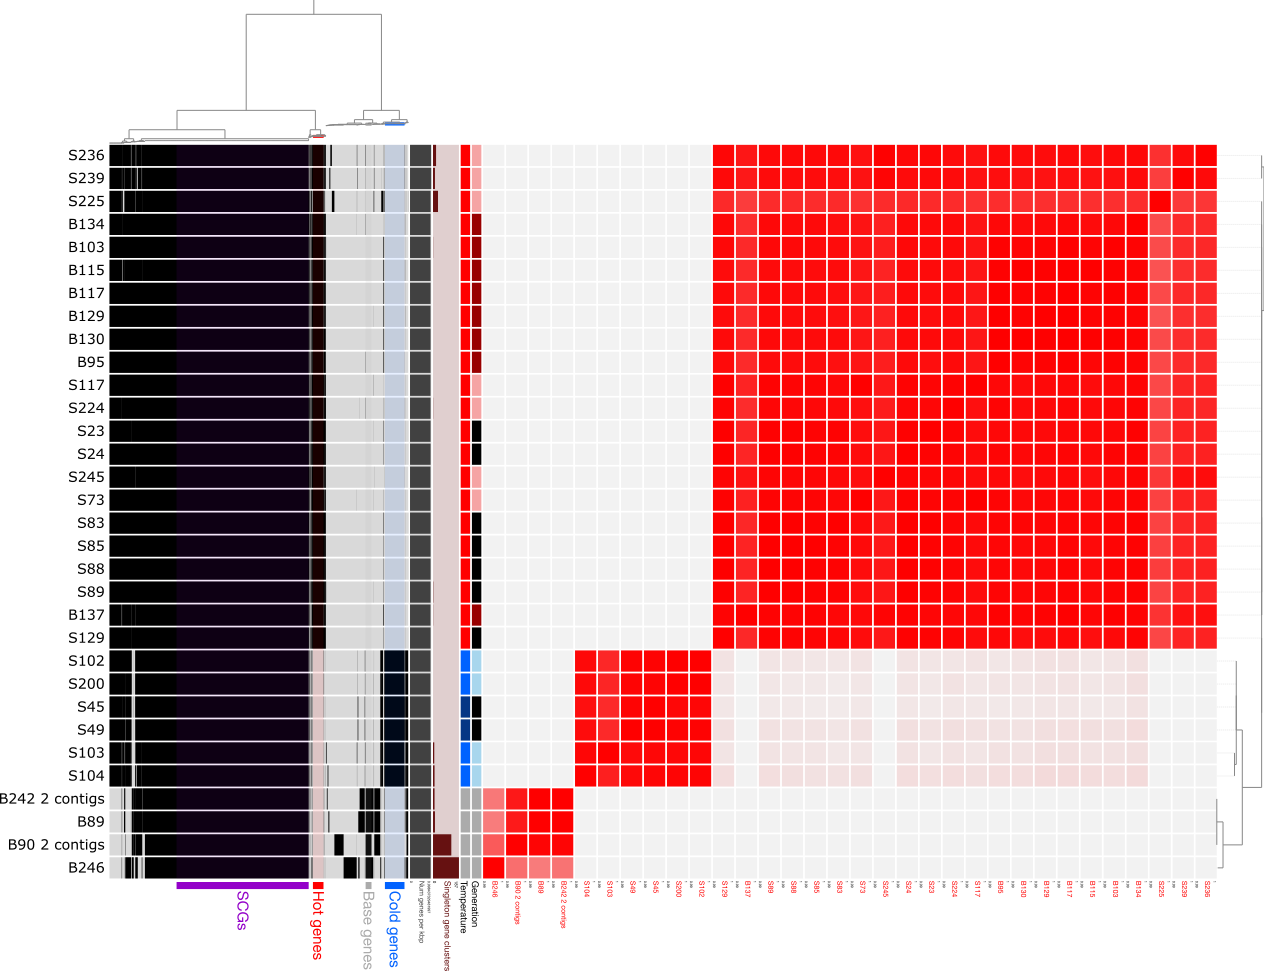 S236
S239
S225
B134
B103
B115
B117
B129
B130
B95
S117
S224
S23
S24
S245
S73
S83
S85
S88
S89
B137
S129
S102
S200
S45
S49
S103
S104
B242 2 contigs
B89
B90 2 contigs
B246
SCGs
Hot genes
Base genes
Cold genes
Num genes per kbp
Singleton gene clusters
Temperature
Generation
B246
B90 2 contigs
B89
B242 2 contigs
S104
S103
S49
S45
S200
S102
S129
B137
S89
S88
S85
S83
S73
S245
S24
S23
S224
S117
B95
B130
B129
B117
B115
B103
B134
S225
S239
S236